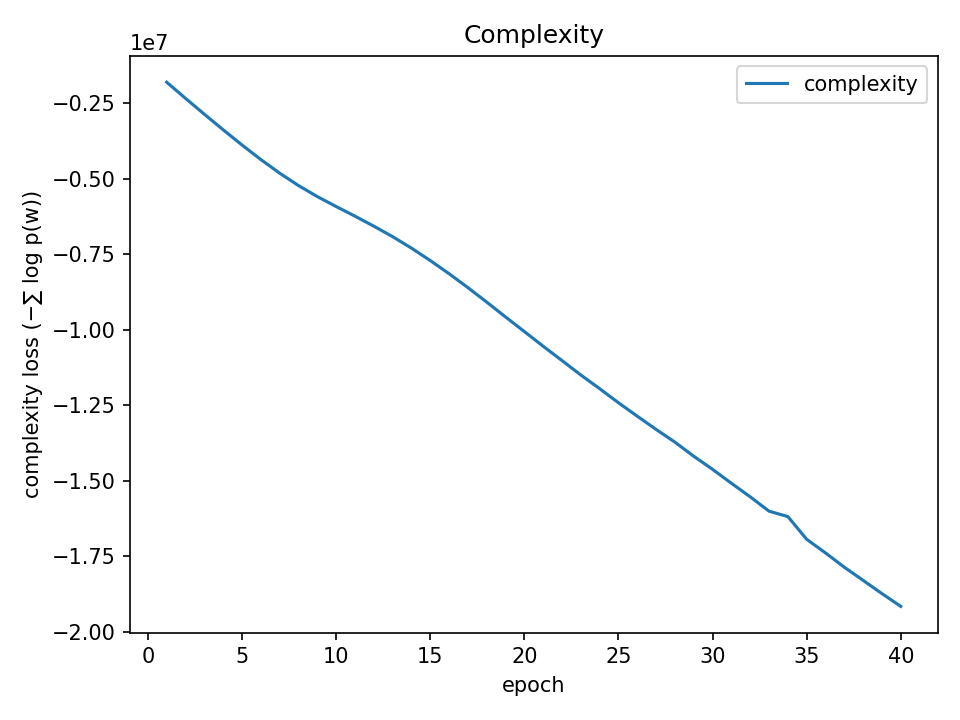 Complexity
1e7
complexity
−0.25
−0.50
−0.75
−1.00
−1.25
−1.50
−1.75
−2.00
complexity loss (−∑ log p(w))
0 5 10 15 20 25 30 35 40
epoch